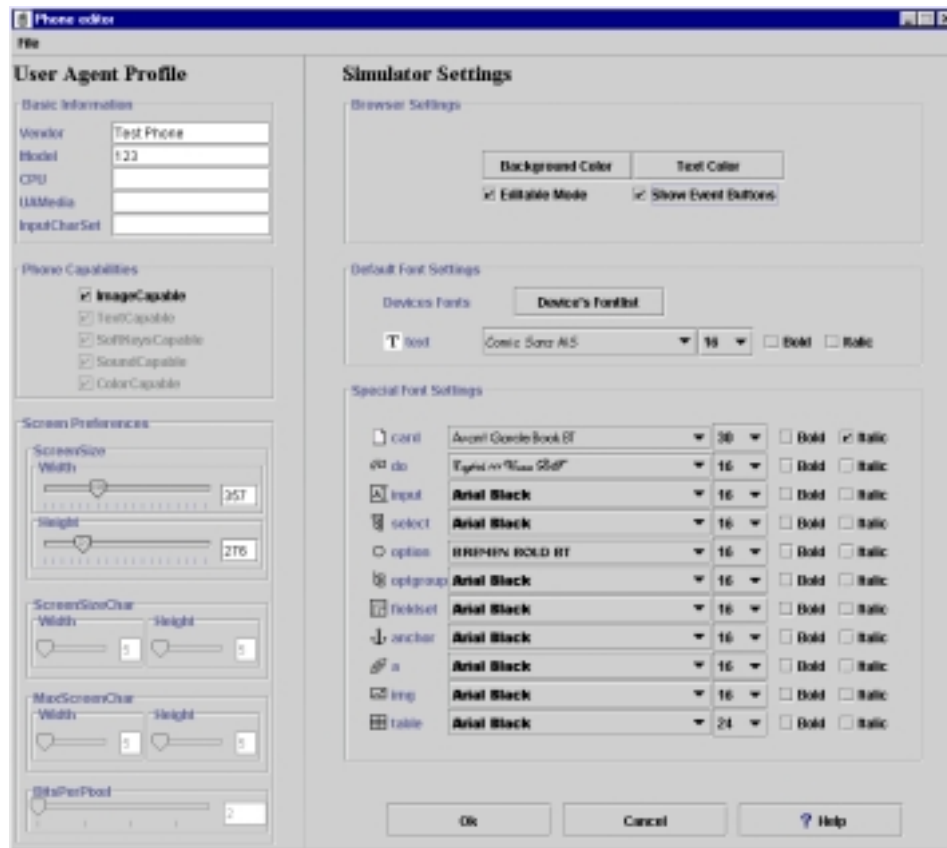 Phone editor
File
User Agent Profile
Basic Information
Vendor Test Phone
Model 123
CPU
UAMedia
InputCharSet
Phone Capabilities
ImageCapable
TextCapable
SoftKeysCapable
SoundCapable
ColorCapable
Screen Preferences
ScreenSize
Width
357
Height
276
ScreenSizeChar
Width Height
5 5
MaxScreenChar
Width Height
5 5
BitsPerPixel
2
Simulator Settings
Browser Settings
Background Color Text Color
Editable Mode Show Event Buttons
Default Font Settings
Devices Fonts Device's Fontlist
T text Comic Sans MS 16 Bold Italic
Special Font Settings
card Avant Garde Book BT 30 Bold Italic
do 16 Bold Italic
input Arial Black 16 Bold Italic
select Arial Black 16 Bold Italic
option BREMEN BOLD BT 16 Bold Italic
optgroup Arial Black 16 Bold Italic
fieldset Arial Black 16 Bold Italic
anchor Arial Black 16 Bold Italic
a Arial Black 16 Bold Italic
img Arial Black 16 Bold Italic
table Arial Black 24 Bold Italic
Ok Cancel ? Help